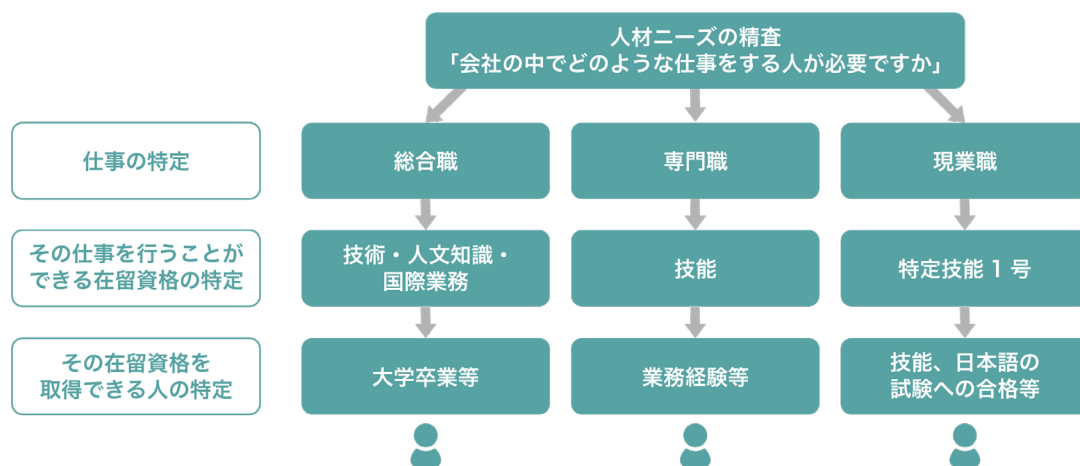 人材ニーズの精査
「会社の中でどのような仕事をする人が必要ですか」
仕事の特定
総合職
専門職
現業職
その仕事を行うことが
できる在留資格の特定
技術・人文知識・
国際業務
技能
特定技能 1 号
その在留資格を
取得できる人の特定
大学卒業等
業務経験等
技能、日本語の
試験への合格等